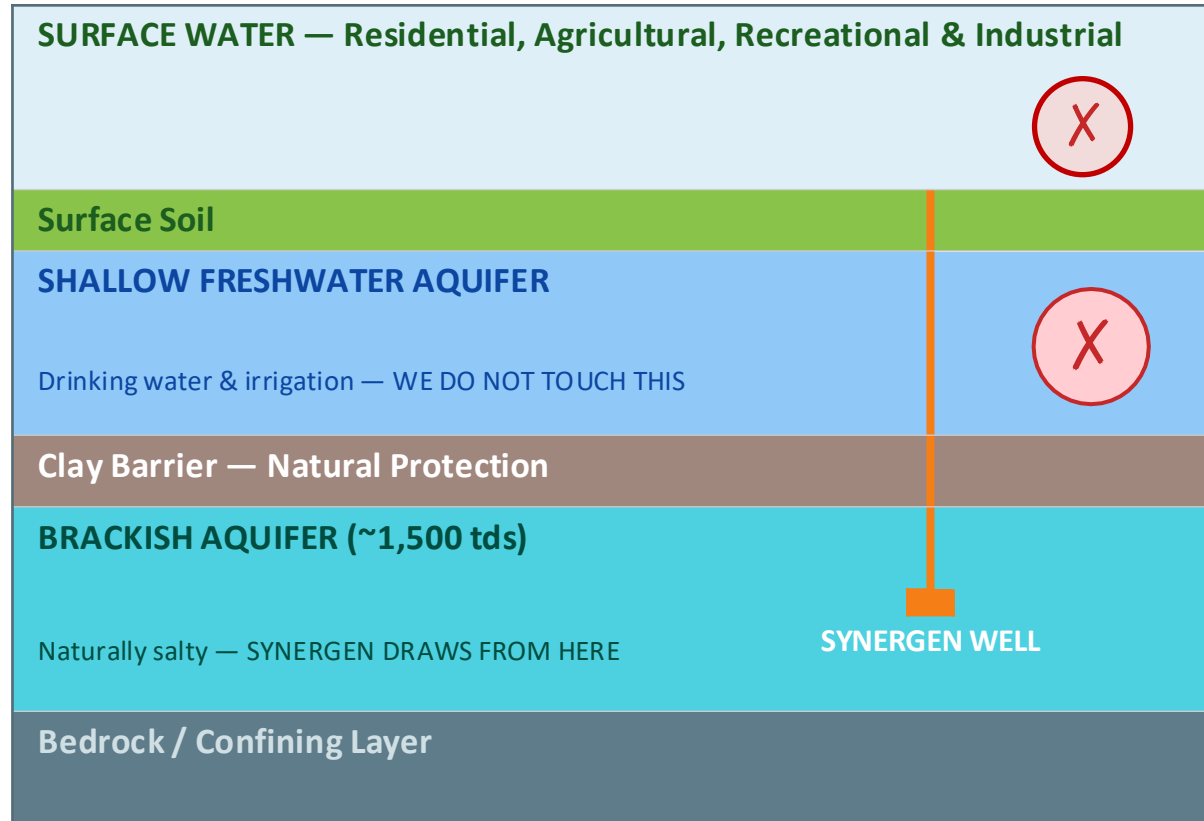 SURFACE WATER — Residential, Agricultural, Recreational & Industrial
✗
Surface Soil
SHALLOW FRESHWATER AQUIFER
✗
Drinking water & irrigation — WE DO NOT TOUCH THIS
Clay Barrier — Natural Protection
BRACKISH AQUIFER (~1,500 tds)
Naturally salty — SYNERGEN DRAWS FROM HERE
SYNERGEN WELL
Bedrock / Confining Layer